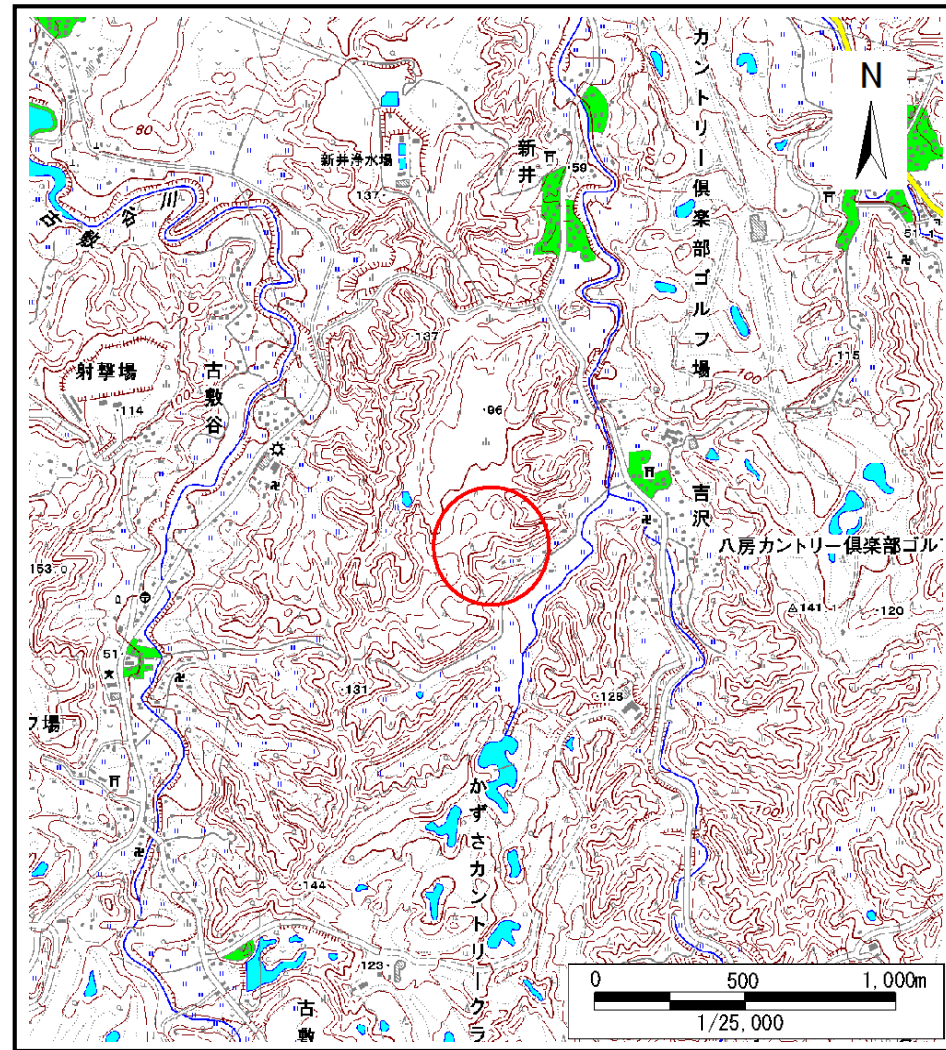 カントリー倶楽部ゴルフ場
N
80
新井浄水場
137
新井
59
100
51
古敷谷川
射撃場
114
古敷谷
137
115
96
吉沢
八房カントリー倶楽部ゴルフ
153
141
120
51
131
128
フ場
かずさカントリークラ
144
123
古敷
0 500 1,000m
1/25,000